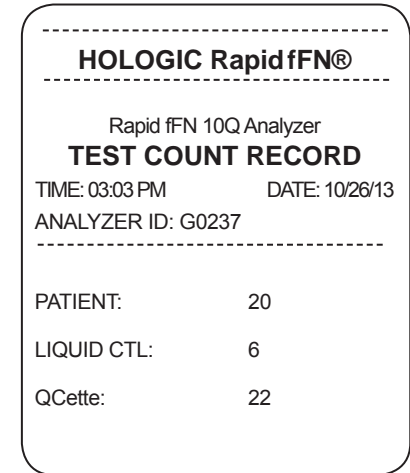 HOLOGIC Rapid fFN®
Rapid fFN 10Q Analyzer
TEST COUNT RECORD
TIME: 03:03 PM DATE: 10/26/13
ANALYZER ID: G0237
PATIENT: 20
LIQUID CTL: 6
QCette: 22